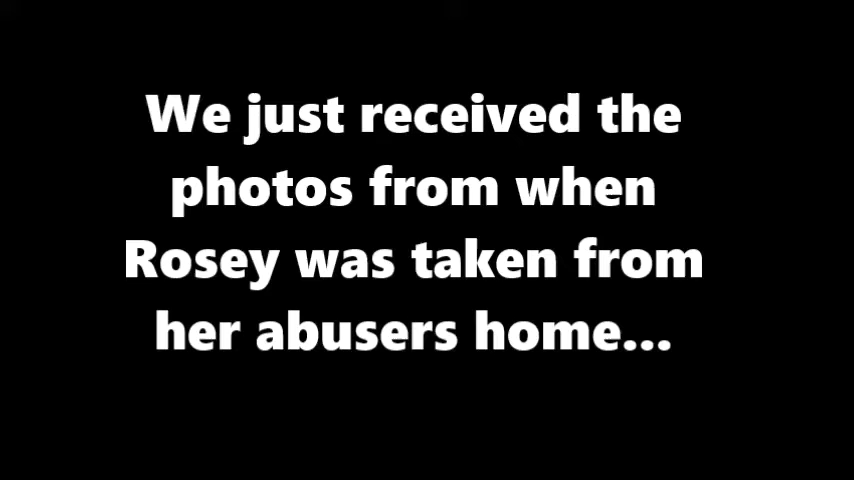 We just received the
photos from when
Rosey was taken from
her abusers home...